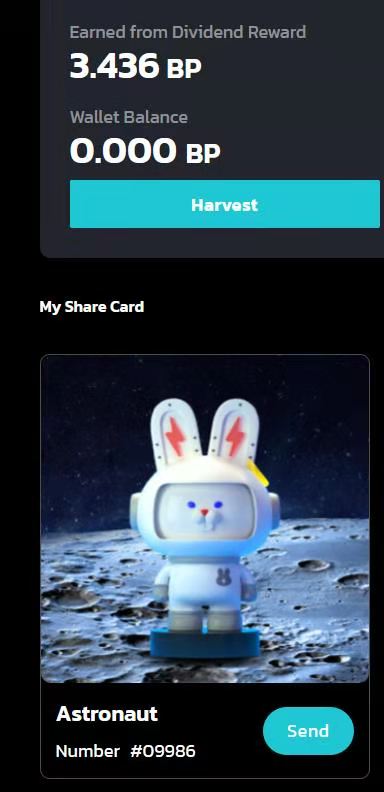 Earned from Dividend Reward
3.436 BP
Wallet Balance
0.000 BP
Harvest
My Share Card
Astronaut
Send
Number #09986